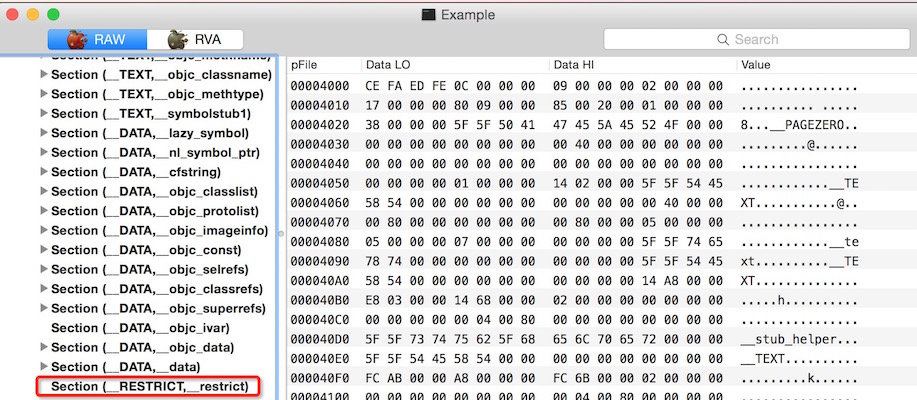 Example
RAW
RVA
Search
Section (__TEXT,__objc_classname)
Section (__TEXT,__objc_methtype)
Section (__TEXT,__symbolstub1)
Section (__DATA,__lazy_symbol)
Section (__DATA,__nl_symbol_ptr)
Section (__DATA,__cfstring)
Section (__DATA,__objc_classlist)
Section (__DATA,__objc_protolist)
Section (__DATA,__objc_imageinfo)
Section (__DATA,__objc_const)
Section (__DATA,__objc_selrefs)
Section (__DATA,__objc_classrefs)
Section (__DATA,__objc_superrefs)
Section (__DATA,__objc_ivar)
Section (__DATA,__objc_data)
Section (__DATA,__data)
Section (__RESTRICT,__restrict)
pFile Data LO Data HI Value
00004000 CE FA ED FE 0C 00 00 00 09 00 00 00 02 00 00 00 ................
00004010 17 00 00 00 80 09 00 00 85 00 20 00 01 00 00 00 .......... .....
00004020 38 00 00 00 5F 5F 50 41 47 45 5A 45 52 4F 00 00 8...__PAGEZERO..
00004030 00 00 00 00 00 00 00 00 00 40 00 00 00 00 00 00 .........@......
00004040 00 00 00 00 00 00 00 00 00 00 00 00 00 00 00 00 ................
00004050 00 00 00 00 01 00 00 00 14 02 00 00 5F 5F 54 45 ............__TE
00004060 58 54 00 00 00 00 00 00 00 00 00 00 00 40 00 00 XT...........@..
00004070 00 80 00 00 00 00 00 00 00 80 00 00 05 00 00 00 ................
00004080 05 00 00 00 07 00 00 00 00 00 00 00 5F 5F 74 65 ............__te
00004090 78 74 00 00 00 00 00 00 00 00 00 00 5F 5F 54 45 xt..........__TE
000040A0 58 54 00 00 00 00 00 00 00 00 00 00 14 A8 00 00 XT..............
000040B0 E8 03 00 00 14 68 00 00 02 00 00 00 00 00 00 00 .....h..........
000040C0 00 00 00 00 00 04 00 80 00 00 00 00 00 00 00 00 ................
000040D0 5F 5F 73 74 75 62 5F 68 65 6C 70 65 72 00 00 00 __stub_helper...
000040E0 5F 5F 54 45 58 54 00 00 00 00 00 00 00 00 00 00 __TEXT..........
000040F0 FC AB 00 00 A8 00 00 00 FC 6B 00 00 02 00 00 00 .........k......